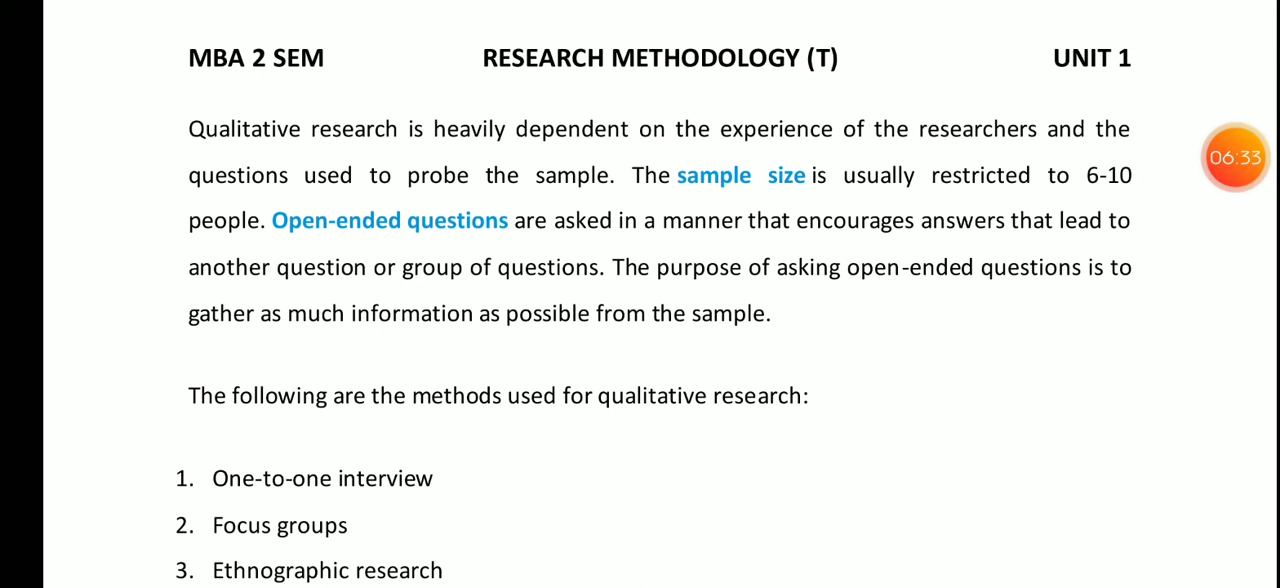 MBA 2 SEM RESEARCH METHODOLOGY (T) UNIT 1
Qualitative research is heavily dependent on the experience of the researchers and the
questions used to probe the sample. The sample size is usually restricted to 6-10
people. Open-ended questions are asked in a manner that encourages answers that lead to
another question or group of questions. The purpose of asking open-ended questions is to
gather as much information as possible from the sample.
The following are the methods used for qualitative research:
1. One-to-one interview
2. Focus groups
3. Ethnographic research
06:33